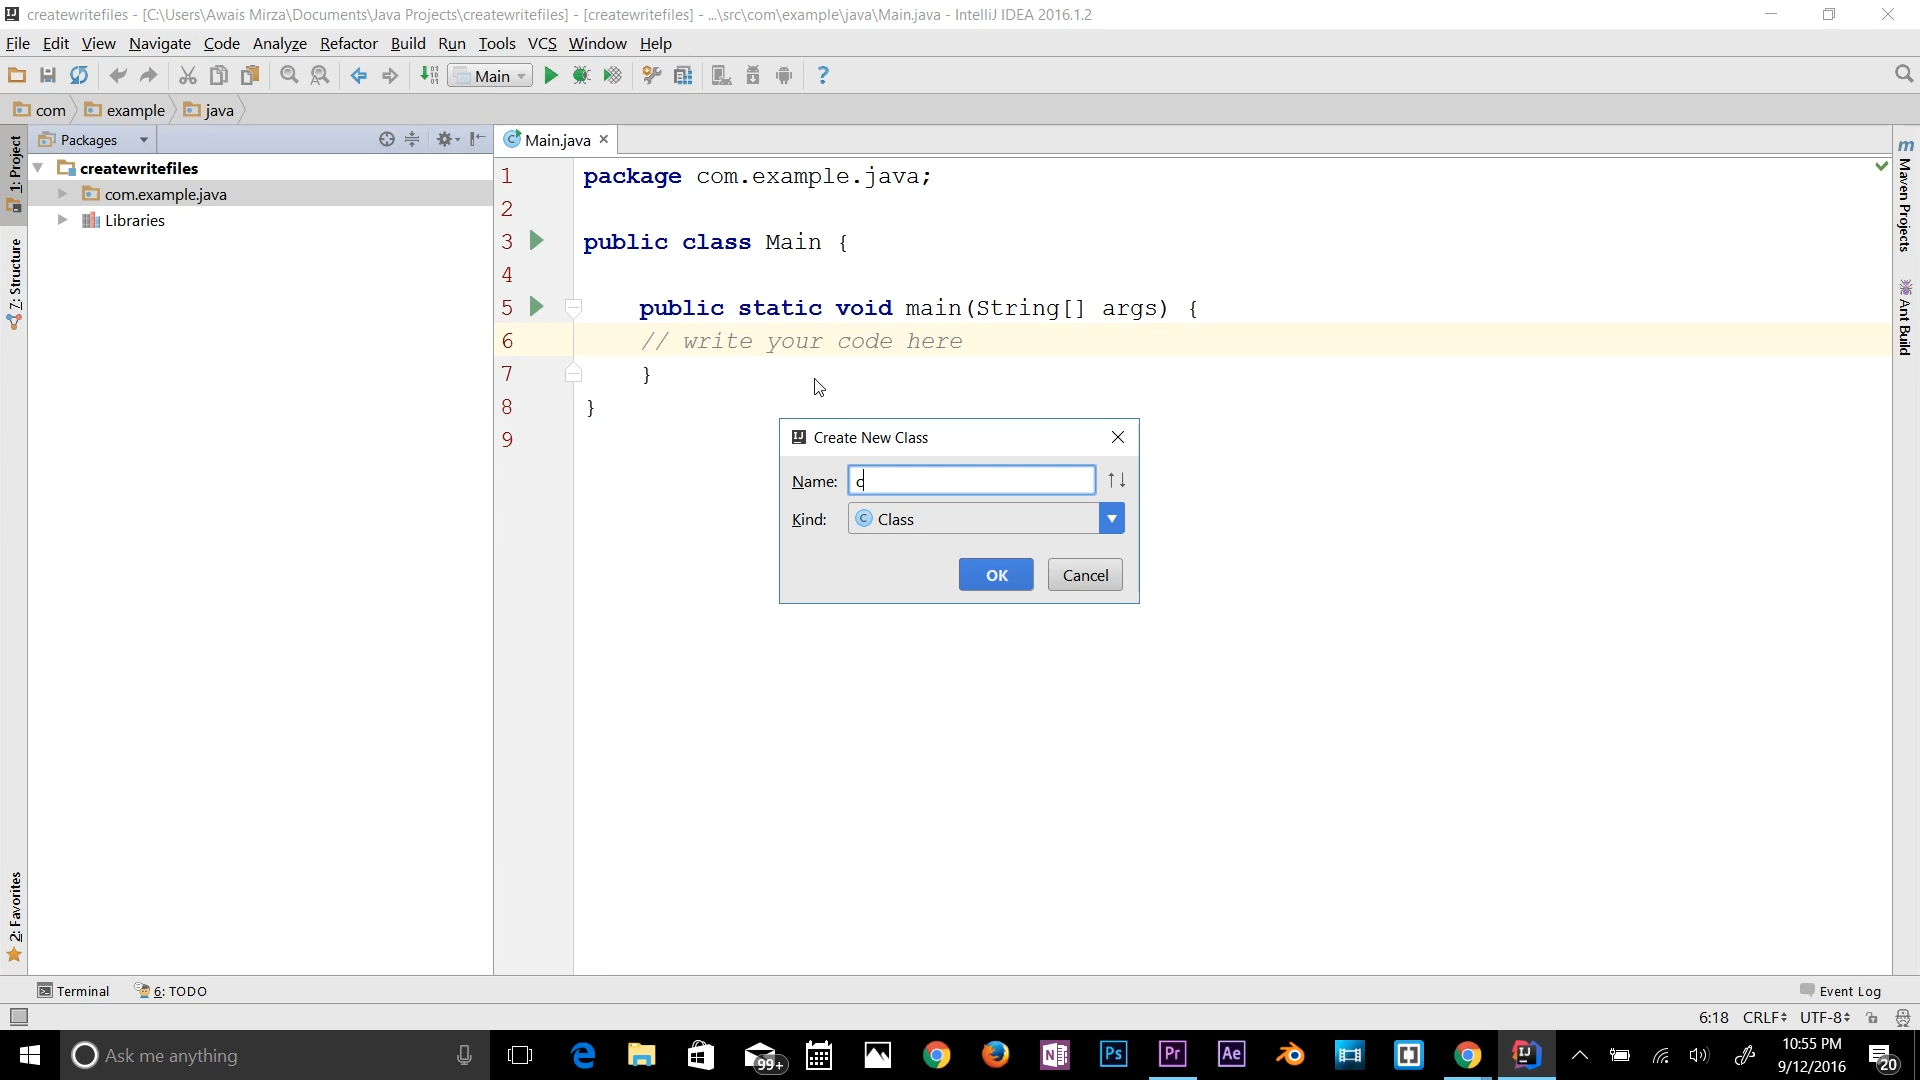 createwritefiles - [C:\Users\Awais Mirza\Documents\Java Projects\createwritefiles] - [createwritefiles] - ...\src\com\example\java\Main.java - IntelliJ IDEA 2016.1.2
File Edit View Navigate Code Analyze Refactor Build Run Tools VCS Window Help
Main
com example java
1: Project
Packages
Main.java
createwritefiles
com.example.java
Libraries
7: Structure
2: Favorites
1 package com.example.java;
2
3 public class Main {
4
5 public static void main(String[] args) {
6 // write your code here
7 }
8 }
9
Create New Class
Name: c
Kind: Class
OK Cancel
Maven Projects
Ant Build
Terminal 6: TODO Event Log
6:18 CRLF UTF-8
Ask me anything
99+
N
Ps
Pr
Ae
IJ
10:55 PM
9/12/2016
20